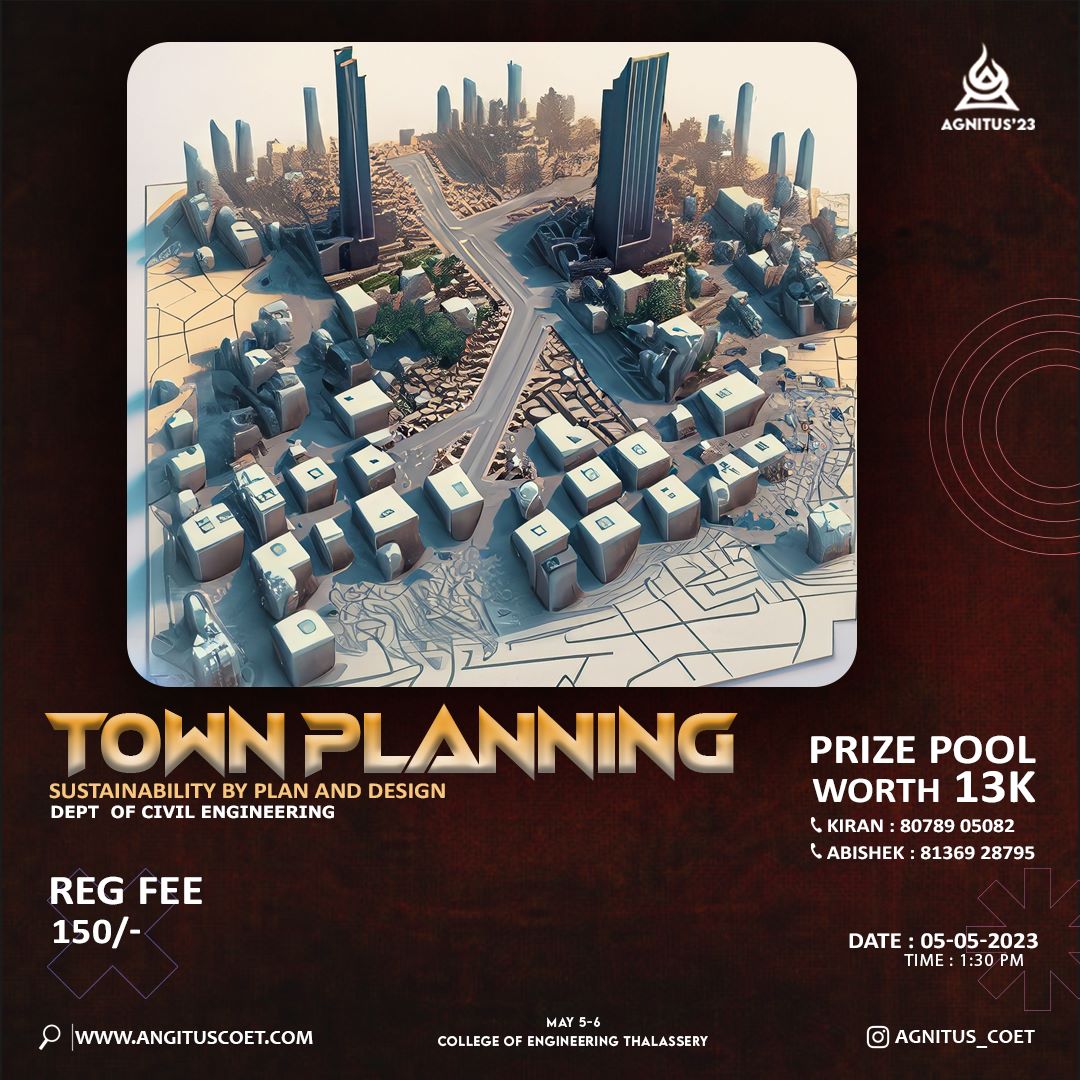 AGNITUS'23
TOWN PLANNING
SUSTAINABILITY BY PLAN AND DESIGN
DEPT OF CIVIL ENGINEERING
PRIZE POOL
WORTH 13K
KIRAN : 80789 05082
ABISHEK : 81369 28795
REG FEE
150/-
DATE : 05-05-2023
TIME : 1:30 PM
WWW.ANGITUSCOET.COM
MAY 5-6
COLLEGE OF ENGINEERING THALASSERY
AGNITUS_COET